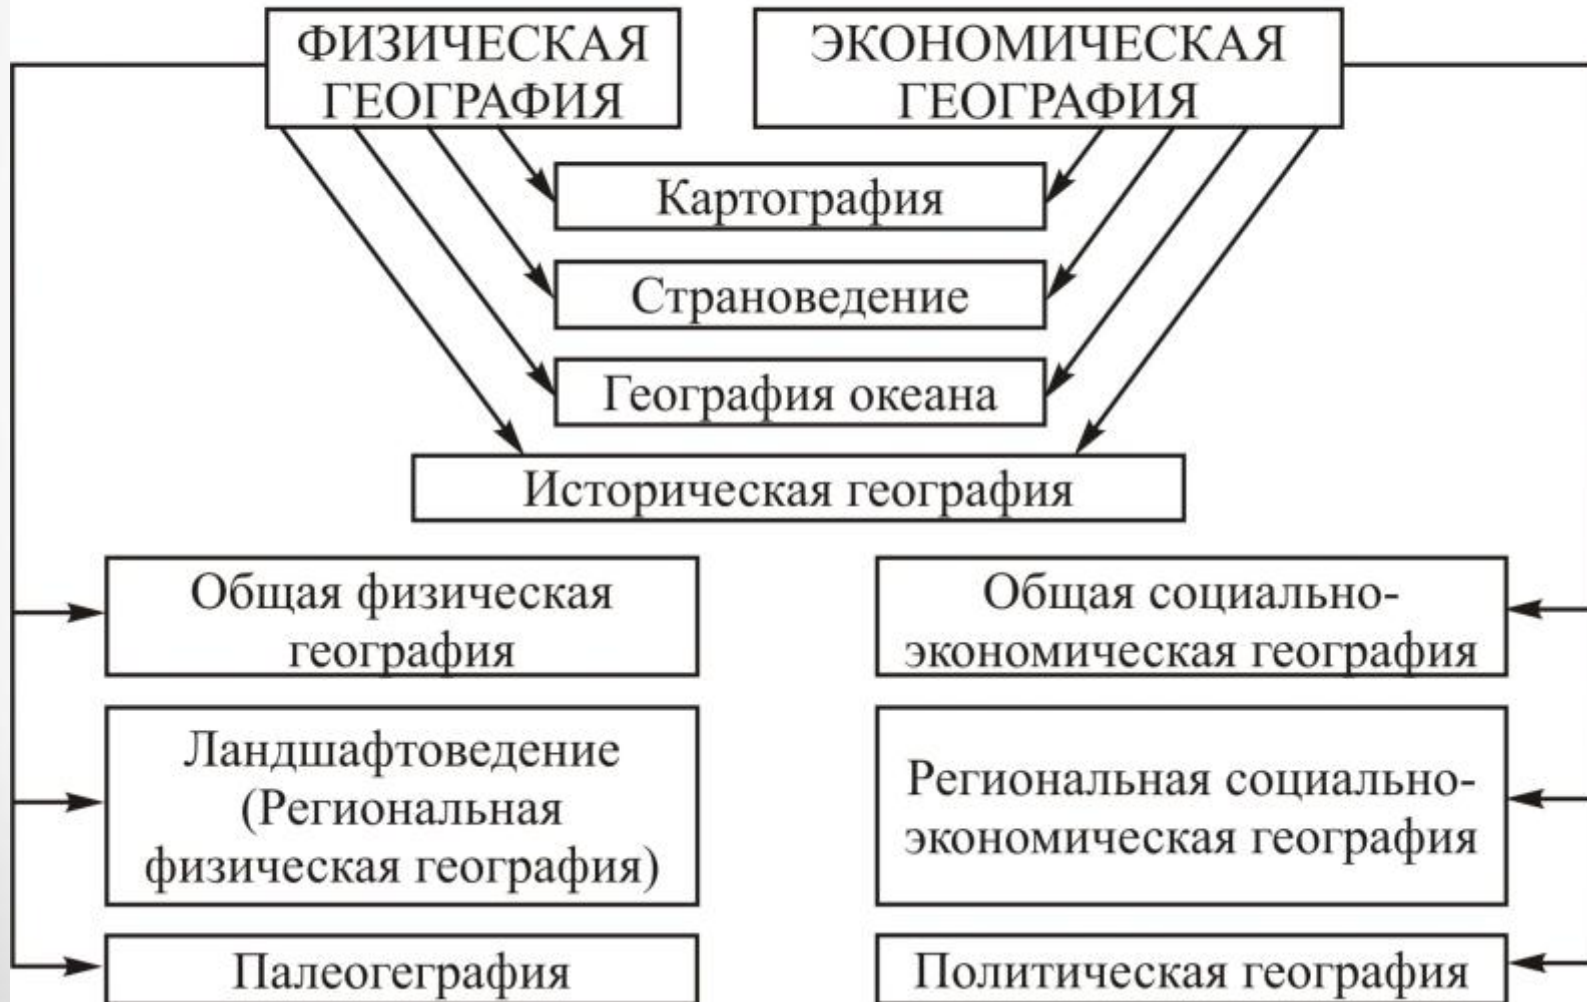 ФИЗИЧЕСКАЯ
ГЕОГРАФИЯ
ЭКОНОМИЧЕСКАЯ
ГЕОГРАФИЯ
Картография
Страноведение
География океана
Историческая география
Общая физическая
география
Общая социально-
экономическая география
Ландшафтоведение
(Региональная
физическая география)
Региональная социально-
экономическая география
Палеогеграфия
Политическая география